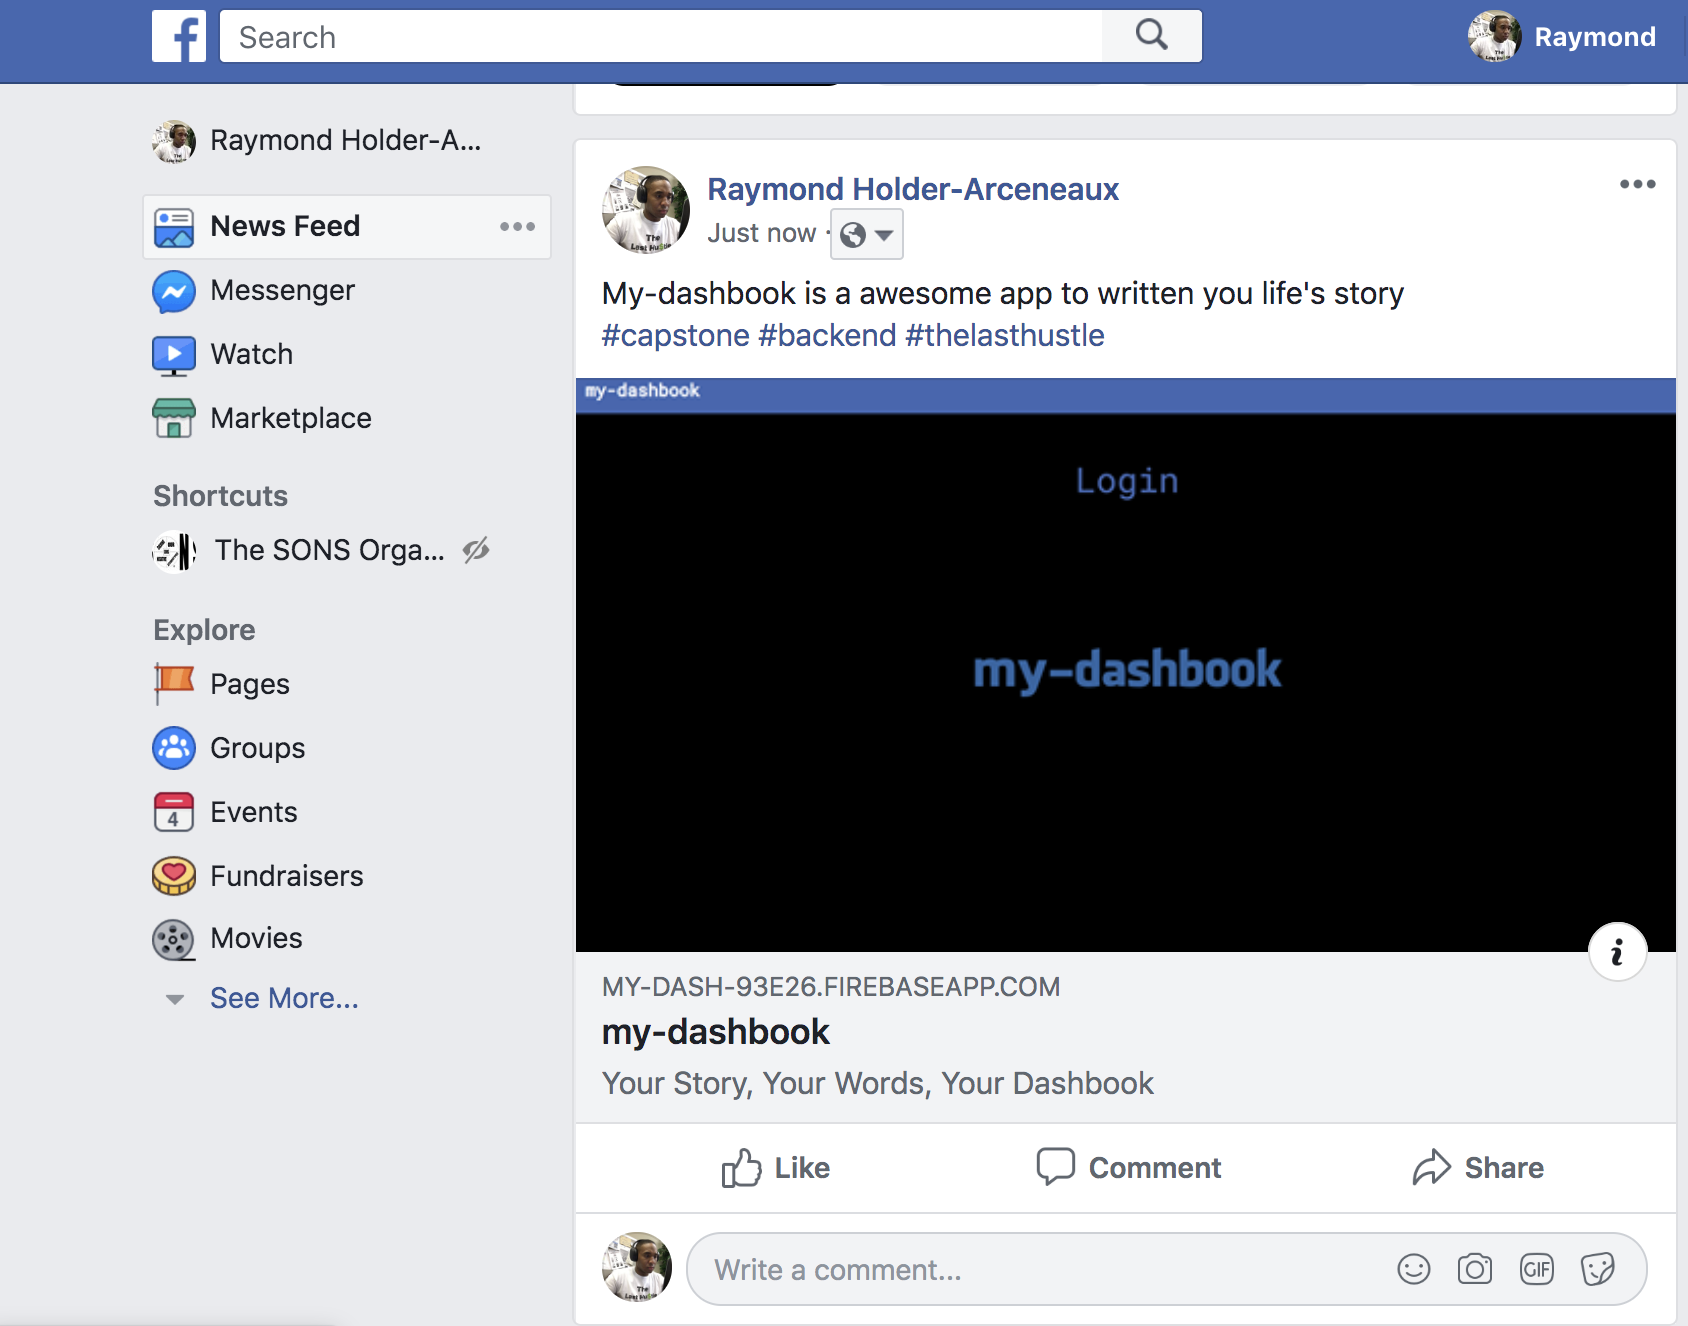 f
Search
Raymond
Raymond Holder-A...
News Feed
Messenger
Watch
Marketplace
Shortcuts
The SONS Orga...
Explore
Pages
Groups
4
Events
Fundraisers
Movies
See More...
Raymond Holder-Arceneaux
Just now ·
My-dashbook is a awesome app to written you life's story
#capstone #backend #thelasthustle
my-dashbook
Login
my-dashbook
i
MY-DASH-93E26.FIREBASEAPP.COM
my-dashbook
Your Story, Your Words, Your Dashbook
Like
Comment
Share
Write a comment...
GIF